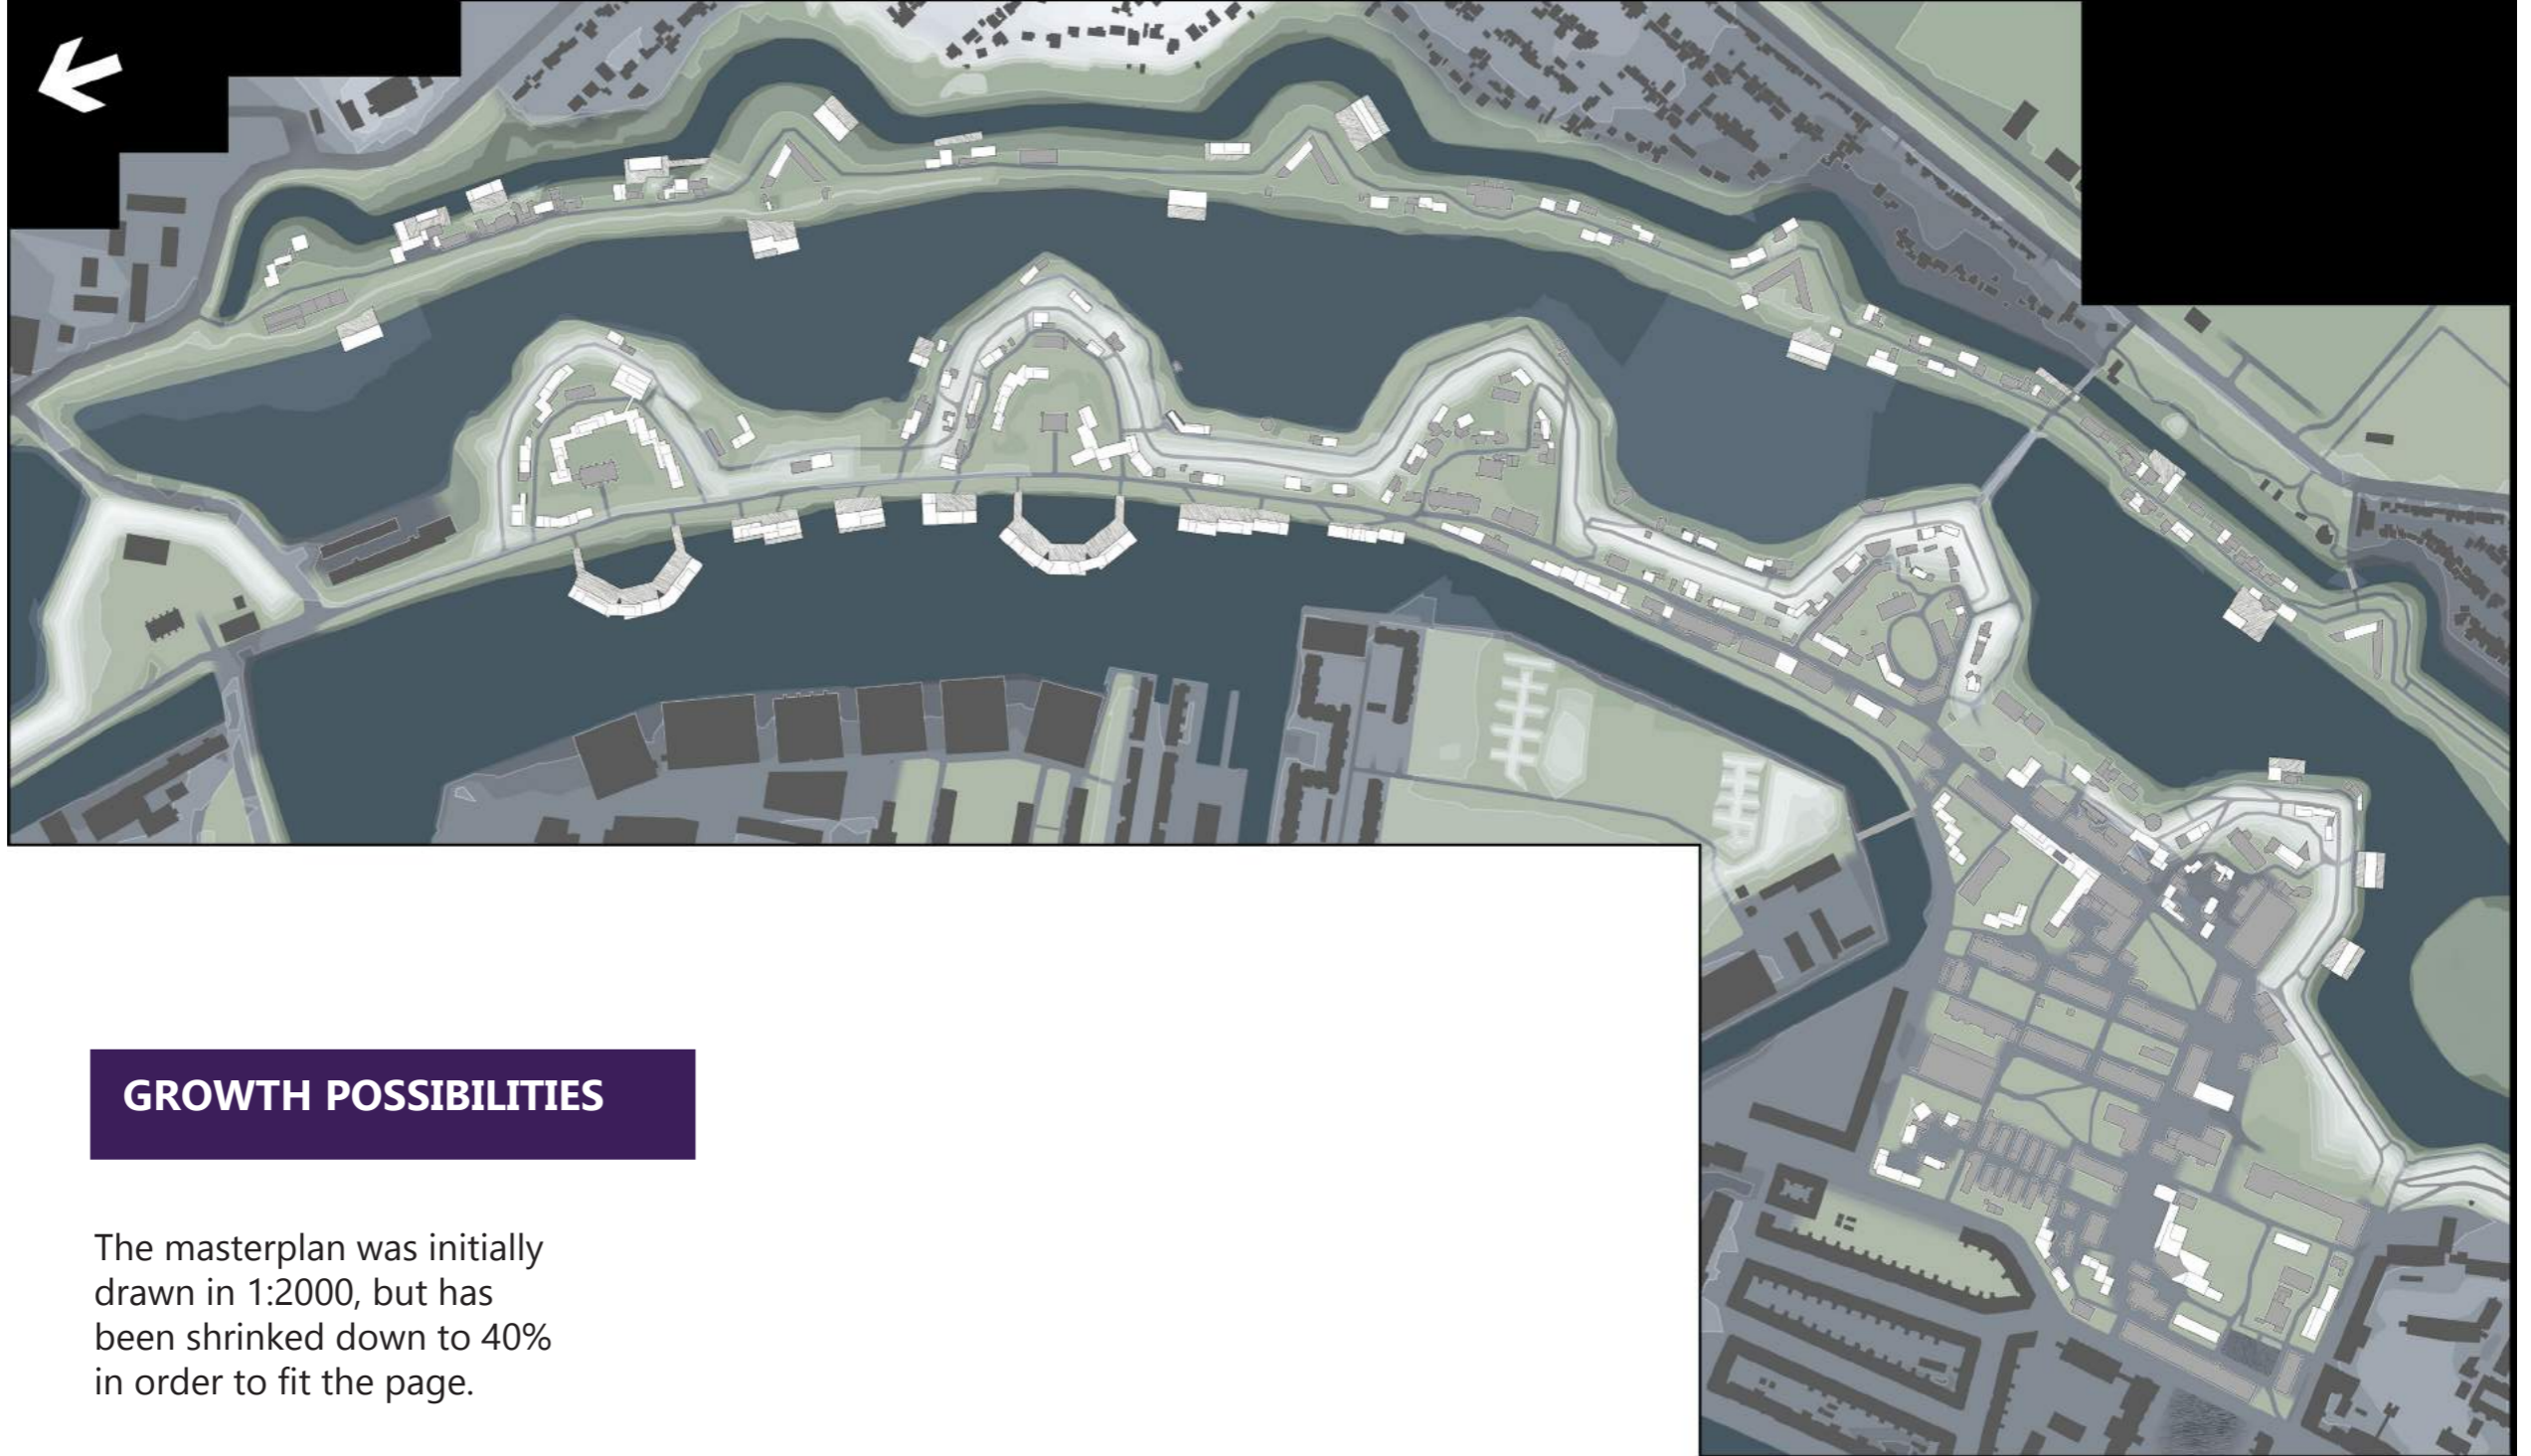 GROWTH POSSIBILITIES
The masterplan was initially
drawn in 1:2000, but has
been shrinked down to 40%
in order to fit the page.